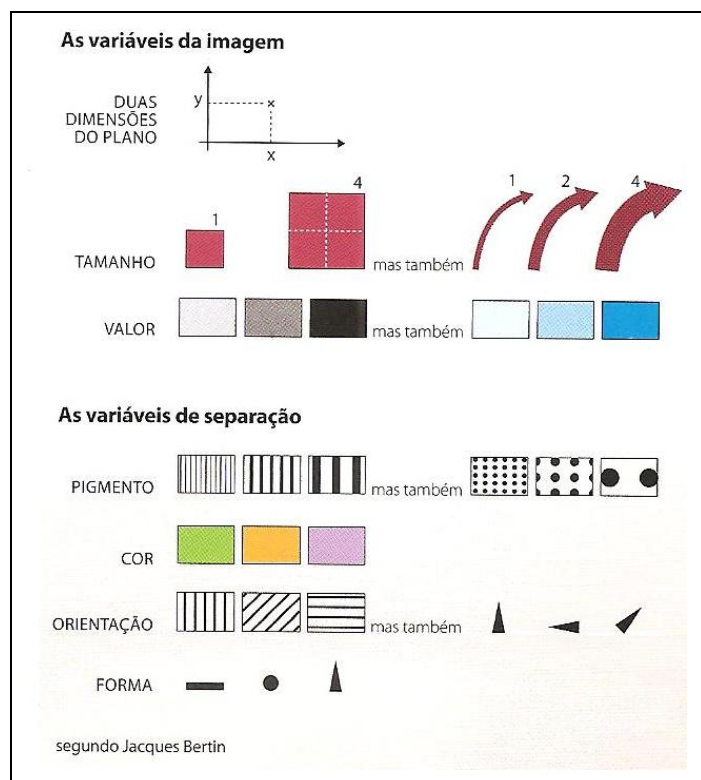 As variáveis da imagem
DUAS
DIMENSÕES
DO PLANO
y
x
x
TAMANHO
1
4
mas também
1
2
4
VALOR
mas também
As variáveis de separação
PIGMENTO
mas também
COR
ORIENTAÇÃO
mas também
FORMA
segundo Jacques Bertin